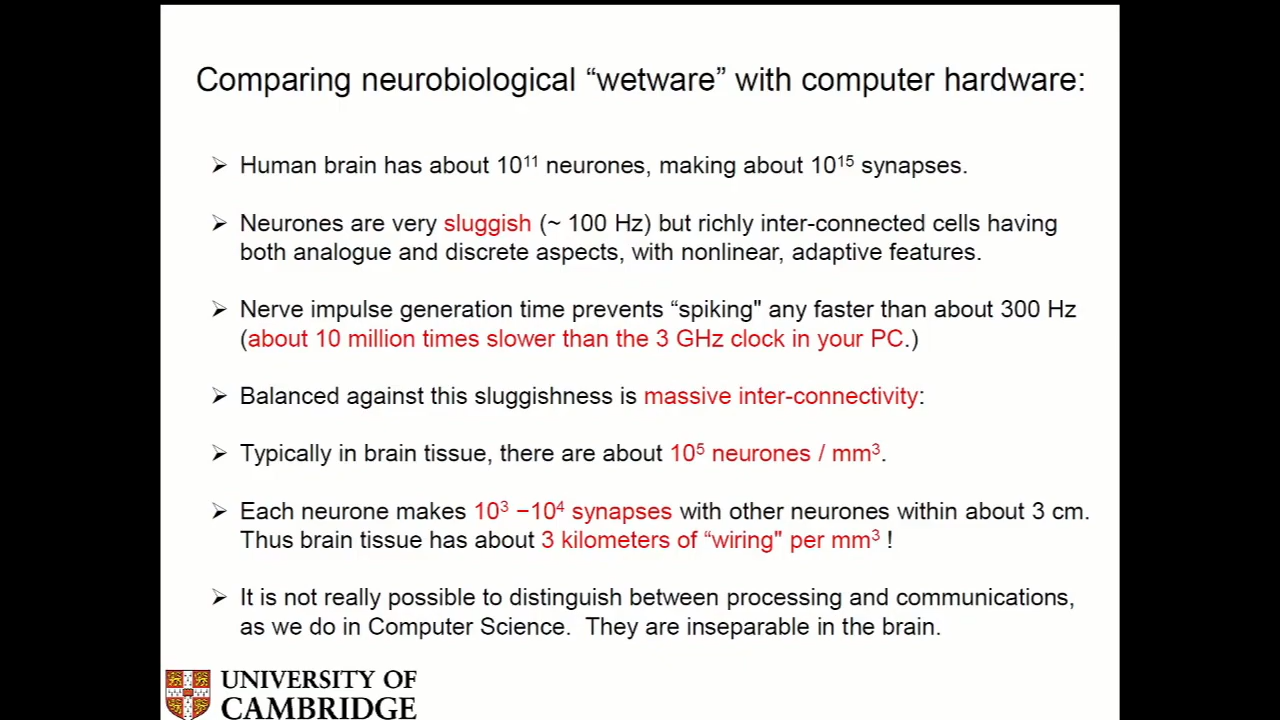 Comparing neurobiological “wetware” with computer hardware:
➢ Human brain has about 10¹¹ neurones, making about 10¹⁵ synapses.
➢ Neurones are very sluggish (~ 100 Hz) but richly inter-connected cells having
both analogue and discrete aspects, with nonlinear, adaptive features.
➢ Nerve impulse generation time prevents “spiking" any faster than about 300 Hz
(about 10 million times slower than the 3 GHz clock in your PC.)
➢ Balanced against this sluggishness is massive inter-connectivity:
➢ Typically in brain tissue, there are about 10⁵ neurones / mm³.
➢ Each neurone makes 10³ −10⁴ synapses with other neurones within about 3 cm.
Thus brain tissue has about 3 kilometers of “wiring" per mm³ !
➢ It is not really possible to distinguish between processing and communications,
as we do in Computer Science.  They are inseparable in the brain.
UNIVERSITY OF
CAMBRIDGE